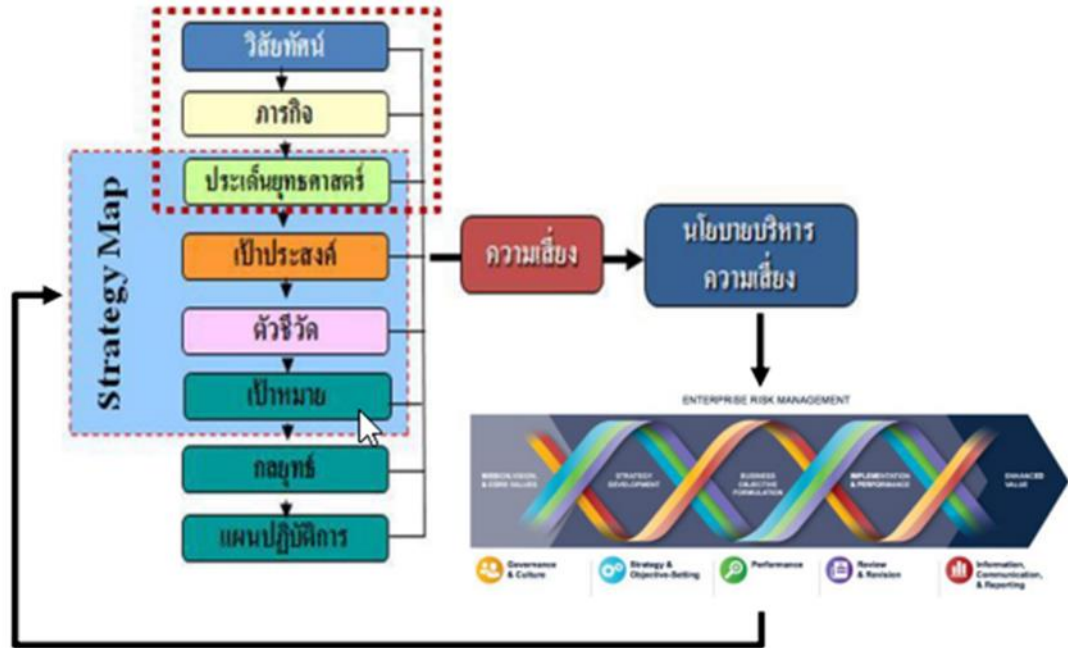 วิสัยทัศน์
ภารกิจ
ประเด็นยุทธศาสตร์
Strategy Map
เป้าประสงค์
ตัวชี้วัด
เป้าหมาย
กลยุทธ์
แผนปฏิบัติการ
ความเสี่ยง
นโยบายบริหาร
ความเสี่ยง
ENTERPRISE RISK MANAGEMENT
MISSION, VISION,
& CORE VALUES
STRATEGY
DEVELOPMENT
BUSINESS
OBJECTIVE
FORMULATION
IMPLEMENTATION
& PERFORMANCE
ENHANCED
VALUE
Governance
& Culture
Strategy &
Objective-Setting
Performance
Review
& Revision
Information,
Communication,
& Reporting